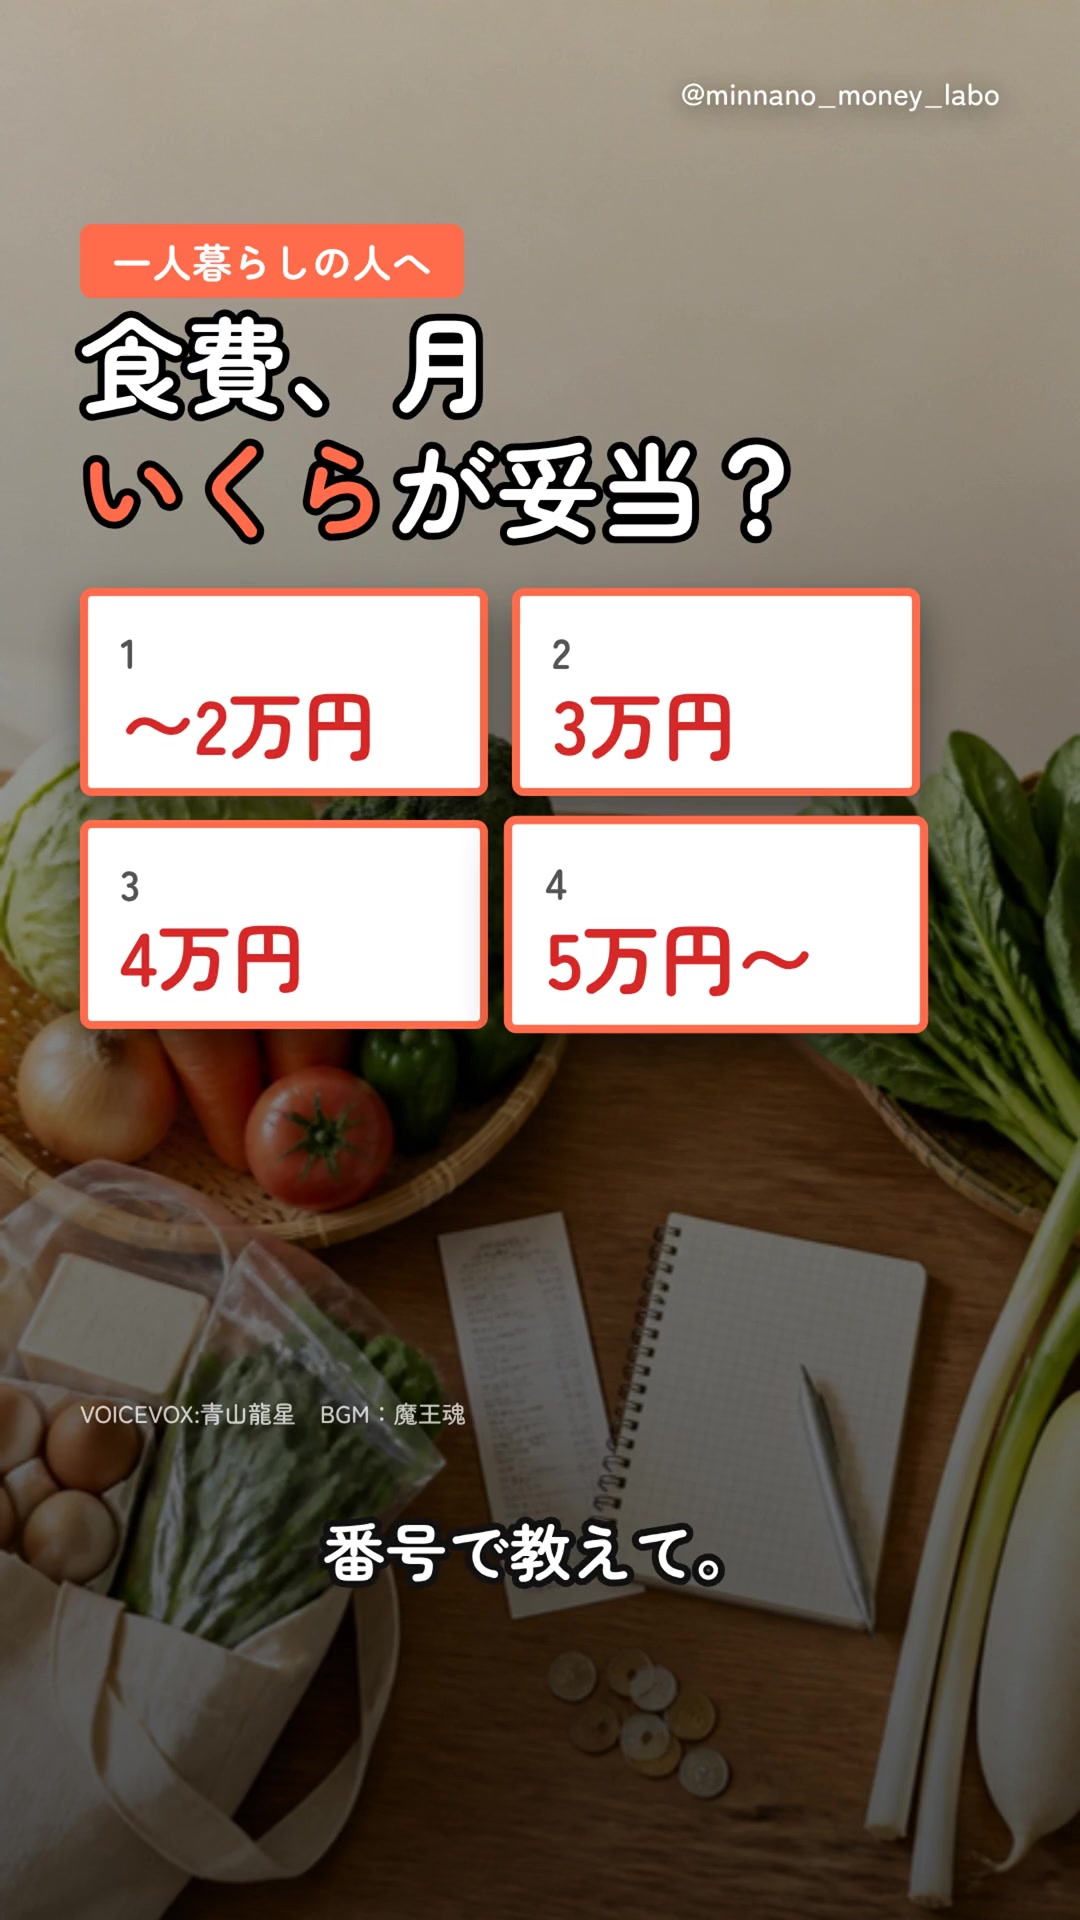 @minnano_money_labo
一人暮らしの人へ
食費、月
いくらが妥当？
1
～2万円
2
3万円
3
4万円
4
5万円～
VOICEVOX:青山龍星　BGM：魔王魂
番号で教えて。